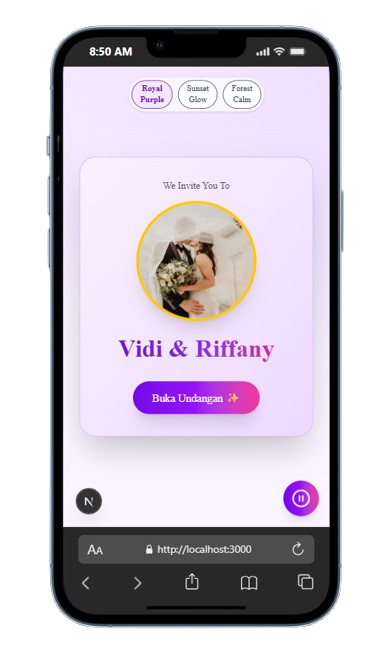 8:50 AM
Royal
Purple
Sunset
Glow
Forest
Calm
We Invite You To
Vidi & Riffany
Buka Undangan ✨
N
AA
http://localhost:3000